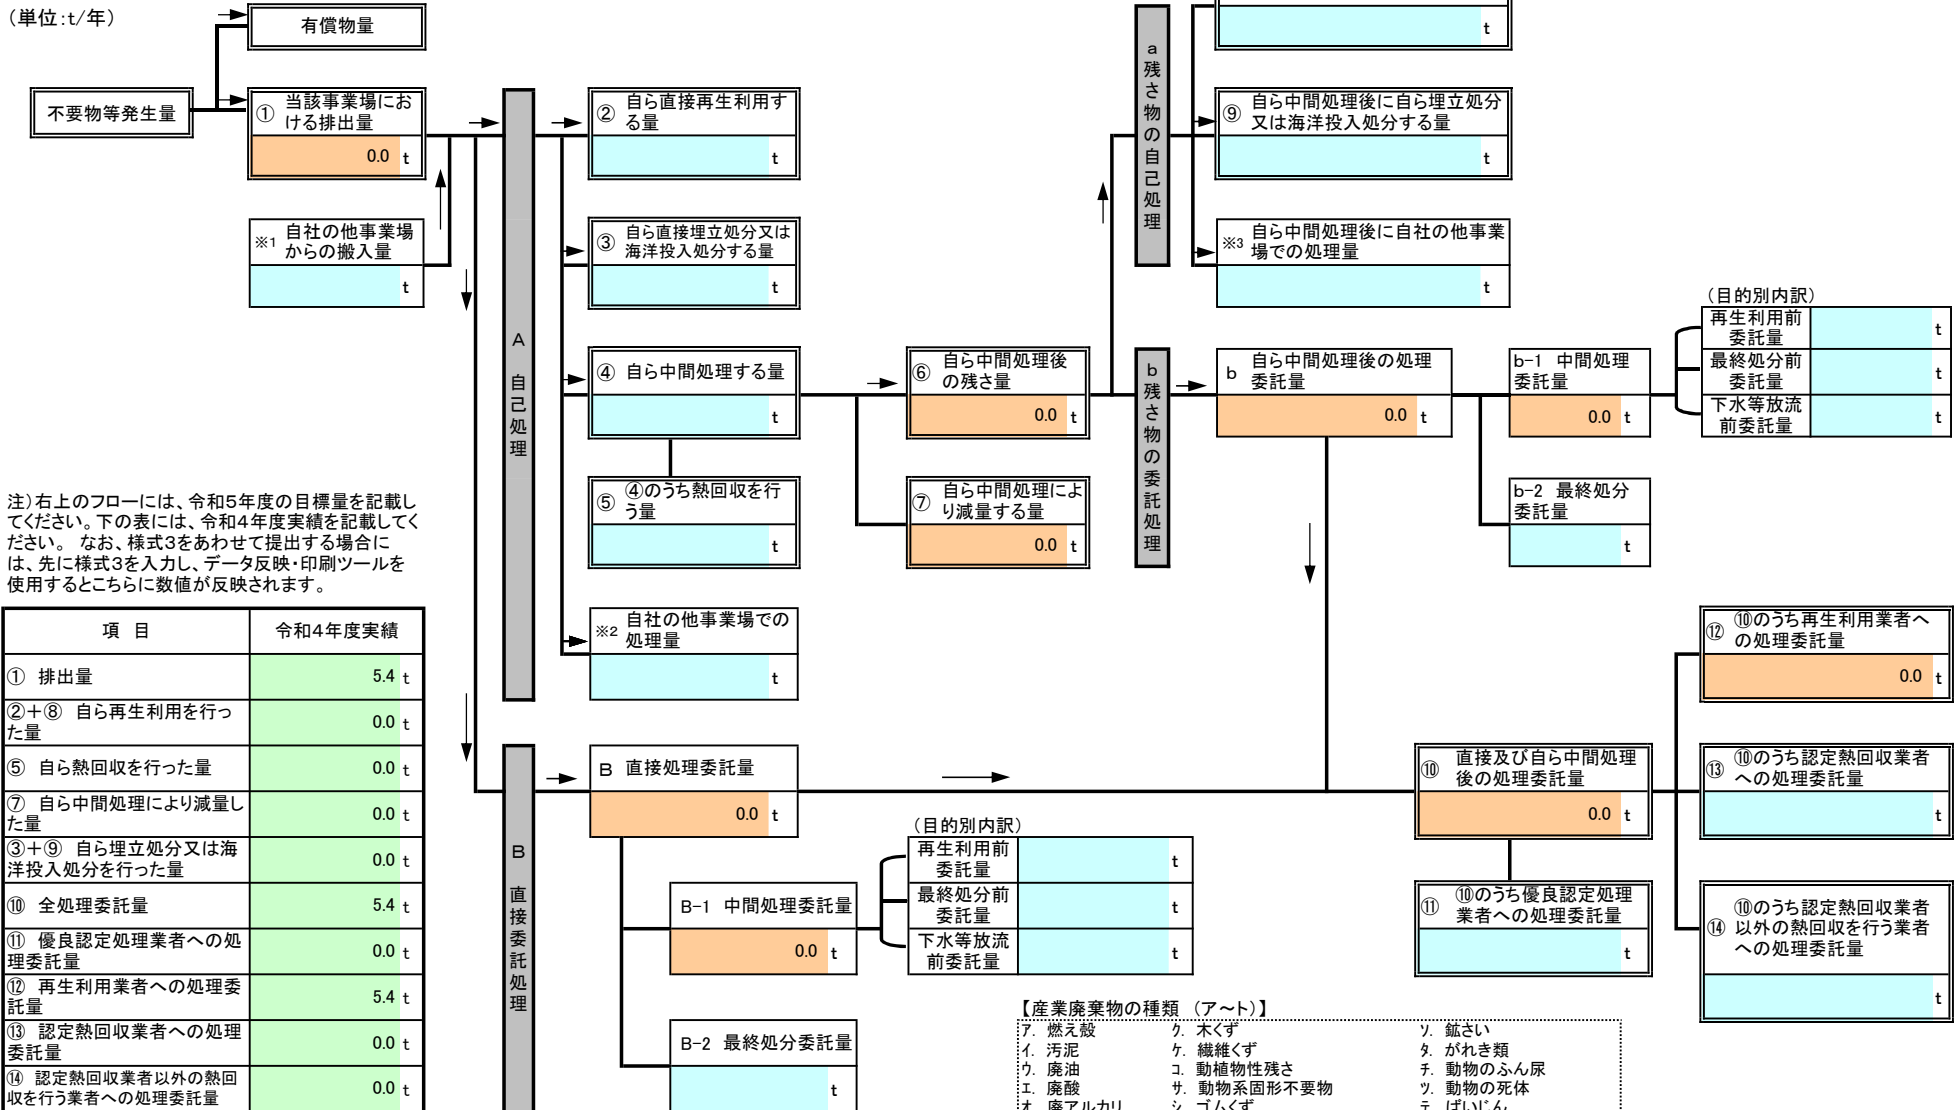 (単位:t/年)
有償物量
不要物等発生量
① 当該事業場にお
ける排出量
0.0 t
※1 自社の他事業場
からの搬入量
t
A 自己処理
② 自ら直接再生利用す
る量
t
③ 自ら直接埋立処分又は
海洋投入処分する量
t
④ 自ら中間処理する量
t
⑤ ④のうち熱回収を行
う量
t
※2 自社の他事業場での
処理量
t
⑥ 自ら中間処理後
の残さ量
0.0 t
⑦ 自ら中間処理によ
り減量する量
0.0 t
a 残さ物の自己処理
t
⑨ 自ら中間処理後に自ら埋立処分
又は海洋投入処分する量
t
※3 自ら中間処理後に自社の他事業
場での処理量
t
b 残さ物の委託処理
b 自ら中間処理後の処理
委託量
0.0 t
b-1 中間処理
委託量
0.0 t
b-2 最終処分
委託量
t
(目的別内訳)
再生利用前
委託量
t
最終処分前
委託量
t
下水等放流
前委託量
t
注)右上のフローには、令和5年度の目標量を記載し
てください。下の表には、令和4年度実績を記載してく
ださい。 なお、様式3をあわせて提出する場合に
は、先に様式3を入力し、データ反映・印刷ツールを
使用するとこちらに数値が反映されます。
項 目 令和4年度実績
① 排出量 5.4 t
②+⑧ 自ら再生利用を行っ
た量 0.0 t
⑤ 自ら熱回収を行った量 0.0 t
⑦ 自ら中間処理により減量し
た量 0.0 t
③+⑨ 自ら埋立処分又は海
洋投入処分を行った量 0.0 t
⑩ 全処理委託量 5.4 t
⑪ 優良認定処理業者への処
理委託量 0.0 t
⑫ 再生利用業者への処理委
託量 5.4 t
⑬ 認定熱回収業者への処理
委託量 0.0 t
⑭ 認定熱回収業者以外の熱回
収を行う業者への処理委託量 0.0 t
B 直接委託処理
B 直接処理委託量
0.0 t
B-1 中間処理委託量
0.0 t
B-2 最終処分委託量
t
(目的別内訳)
再生利用前
委託量
t
最終処分前
委託量
t
下水等放流
前委託量
t
⑩ 直接及び自ら中間処理
後の処理委託量
0.0 t
⑪ ⑩のうち優良認定処理
業者への処理委託量
t
⑫ ⑩のうち再生利用業者へ
の処理委託量
0.0 t
⑬ ⑩のうち認定熱回収業者
への処理委託量
t
⑭ ⑩のうち認定熱回収業者
以外の熱回収を行う業者
への処理委託量
t
【産業廃棄物の種類 (ア~ト)】
ア. 燃え殻 ク. 木くず ソ. 鉱さい
イ. 汚泥 ケ. 繊維くず タ. がれき類
ウ. 廃油 コ. 動植物性残さ チ. 動物のふん尿
エ. 廃酸 サ. 動物系固形不要物 ツ. 動物の死体
オ. 廃アルカリ シ. ゴムくず テ. ばいじん